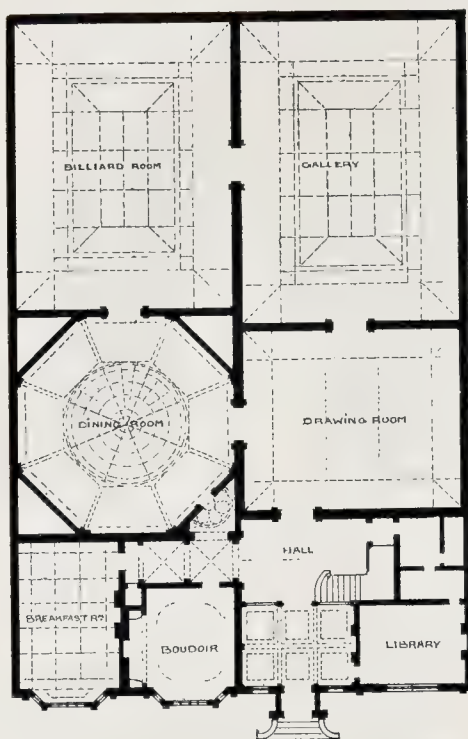 BILLIARD ROOM
GALLERY
DINING ROOM
DRAWING ROOM
HALL
BREAKFAST RM
BOUDOIR
LIBRARY